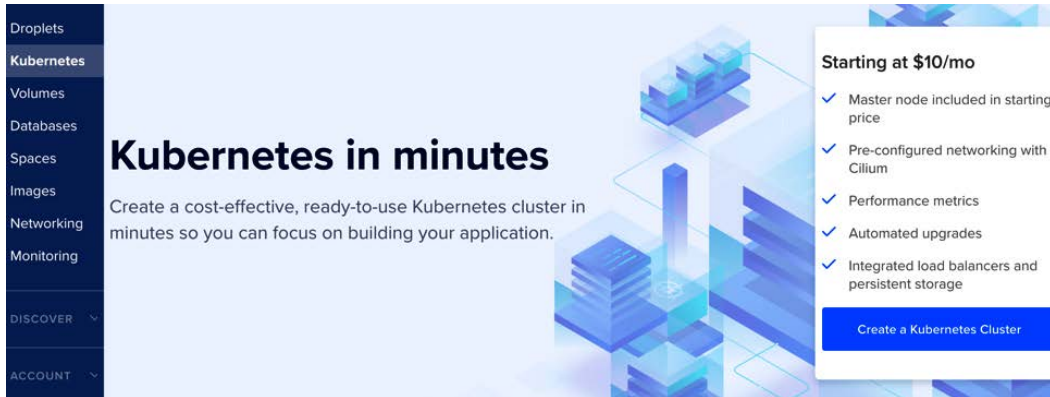 Droplets
Kubernetes
Volumes
Databases
Spaces
Images
Networking
Monitoring
DISCOVER
ACCOUNT
Kubernetes in minutes
Create a cost-effective, ready-to-use Kubernetes cluster in
minutes so you can focus on building your application.
Starting at $10/mo
Master node included in starting
price
Pre-configured networking with
Cilium
Performance metrics
Automated upgrades
Integrated load balancers and
persistent storage
Create a Kubernetes Cluster